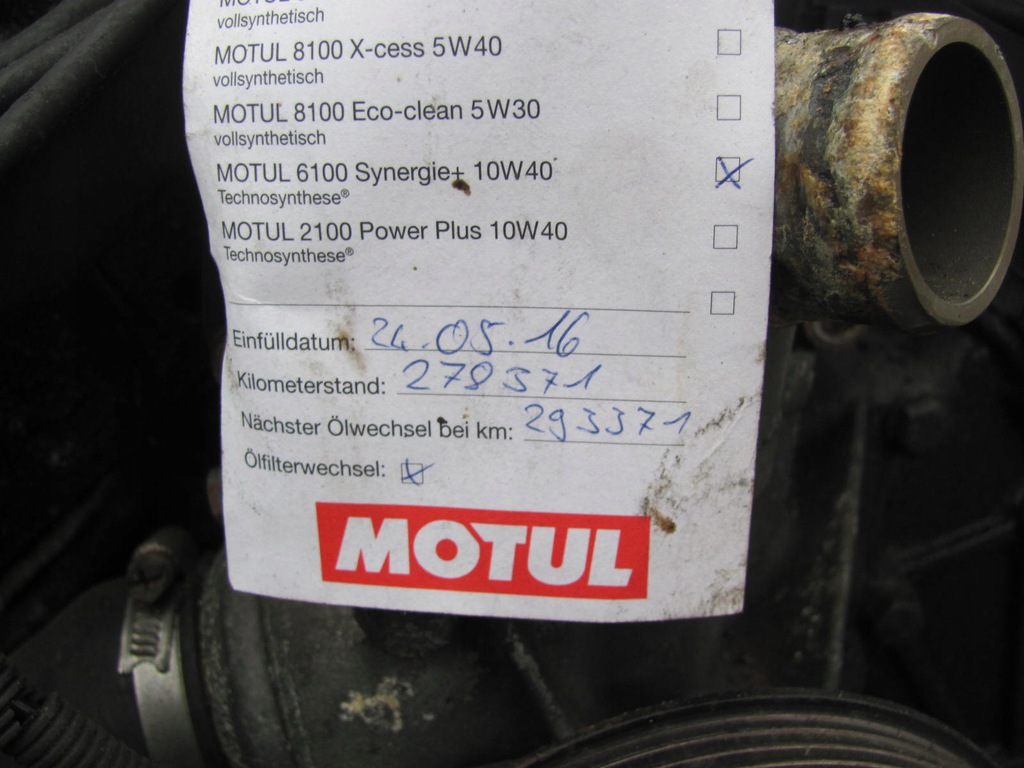 vollsynthetisch
MOTUL 8100 X-cess 5W40
vollsynthetisch
MOTUL 8100 Eco-clean 5W30
vollsynthetisch
MOTUL 6100 Synergie+ 10W40
Technosynthese®
MOTUL 2100 Power Plus 10W40
Technosynthese®
Einfülldatum: 24.05.16
Kilometerstand: 278371
Nächster Ölwechsel bei km: 293371
Ölfilterwechsel:
MOTUL